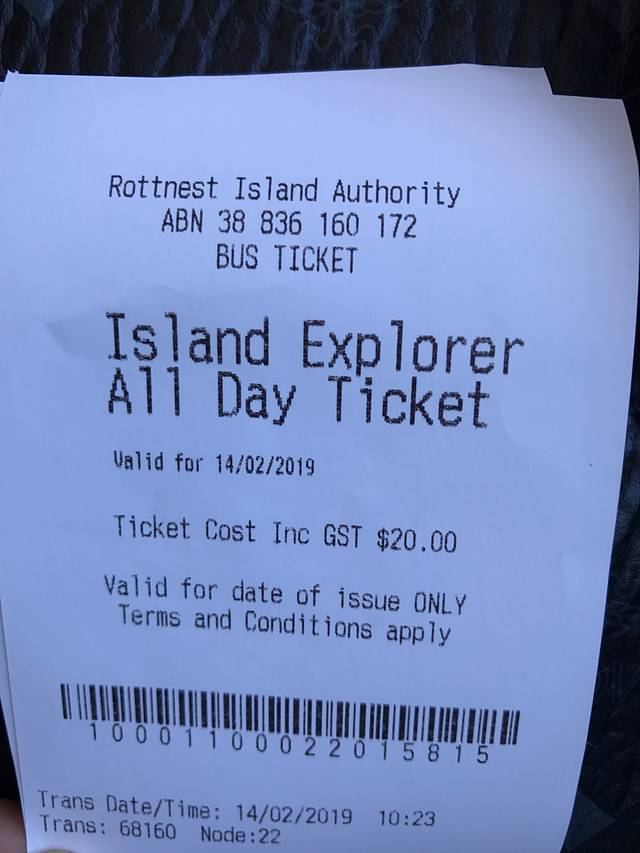 Rottnest Island Authority
ABN 38 836 160 172
BUS TICKET
Island Explorer
All Day Ticket
Valid for 14/02/2019
Ticket Cost Inc GST $20.00
Valid for date of issue ONLY
Terms and Conditions apply
10001100022015815
Trans Date/Time: 14/02/2019 10:23
Trans: 68160 Node:22